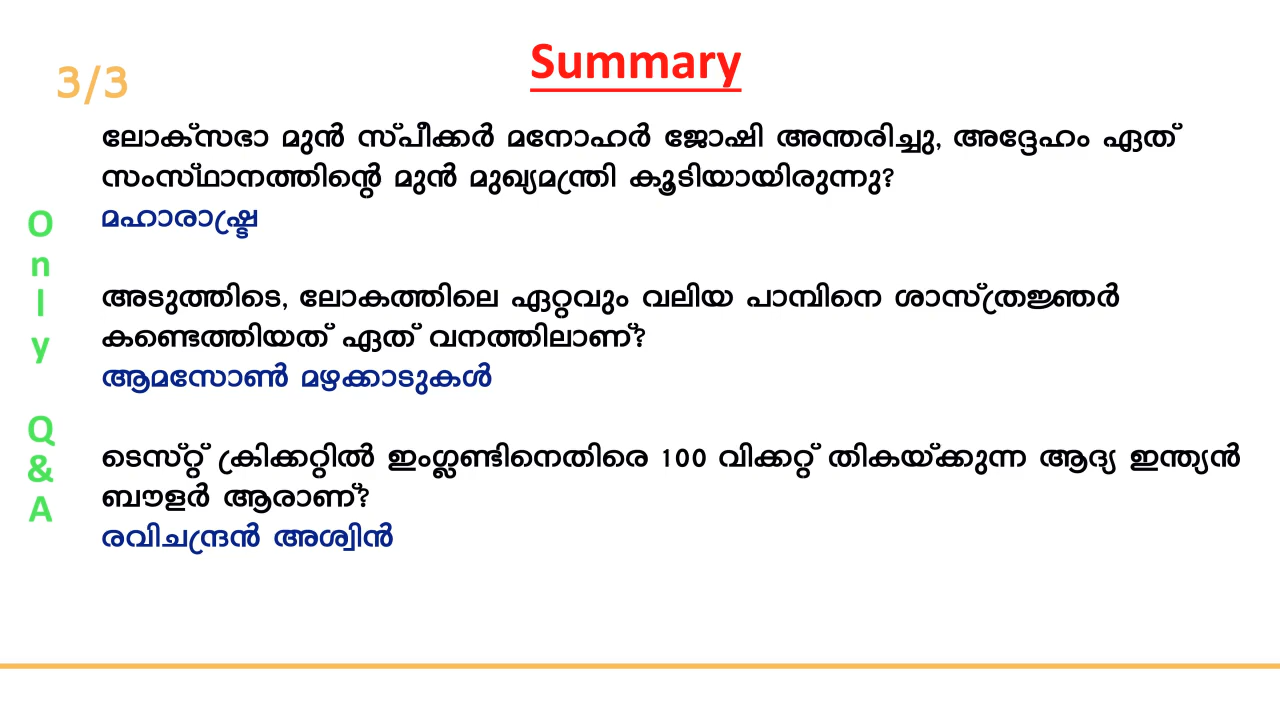 Summary
3/3
ലോക്സഭാ മുൻ സ്പീക്കർ മനോഹർ ജോഷി അന്തരിച്ചു, അദ്ദേഹം ഏത്
സംസ്ഥാനത്തിന്റെ മുൻ മുഖ്യമന്ത്രി കൂടിയായിരുന്നു?
മഹാരാഷ്ട്ര
അടുത്തിടെ, ലോകത്തിലെ ഏറ്റവും വലിയ പാമ്പിനെ ശാസ്ത്രജ്ഞർ
കണ്ടെത്തിയത് ഏത് വനത്തിലാണ്?
ആമസോൺ മഴക്കാടുകൾ
ടെസ്റ്റ് ക്രിക്കറ്റിൽ ഇംഗ്ലണ്ടിനെതിരെ 100 വിക്കറ്റ് തികയ്ക്കുന്ന ആദ്യ ഇന്ത്യൻ
ബൗളർ ആരാണ്?
രവിചന്ദ്രൻ അശ്വിൻ
Only
Q&A